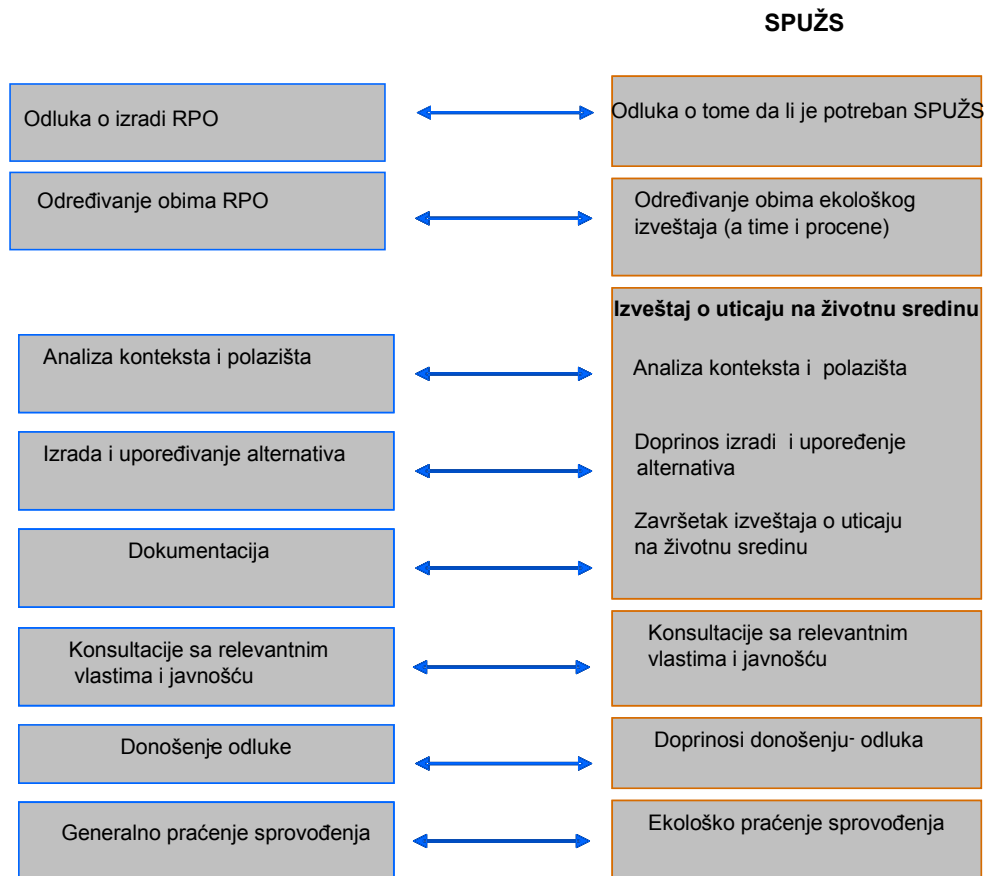 SPUŽS
Odluka o izradi RPO
Odluka o tome da li je potreban SPUŽS
Određivanje obima RPO
Određivanje obima ekološkog
izveštaja (a time i procene)
Izveštaj o uticaju na životnu sredinu
Analiza konteksta i polazišta
Analiza konteksta i polazišta
Izrada i upoređivanje alternativa
Doprinos izradi i upoređenje
alternativa
Dokumentacija
Završetak izveštaja o uticaju
na životnu sredinu
Konsultacije sa relevantnim
vlastima i javnošću
Konsultacije sa relevantnim
vlastima i javnošću
Donošenje odluke
Doprinosi donošenju- odluka
Generalno praćenje sprovođenja
Ekološko praćenje sprovođenja